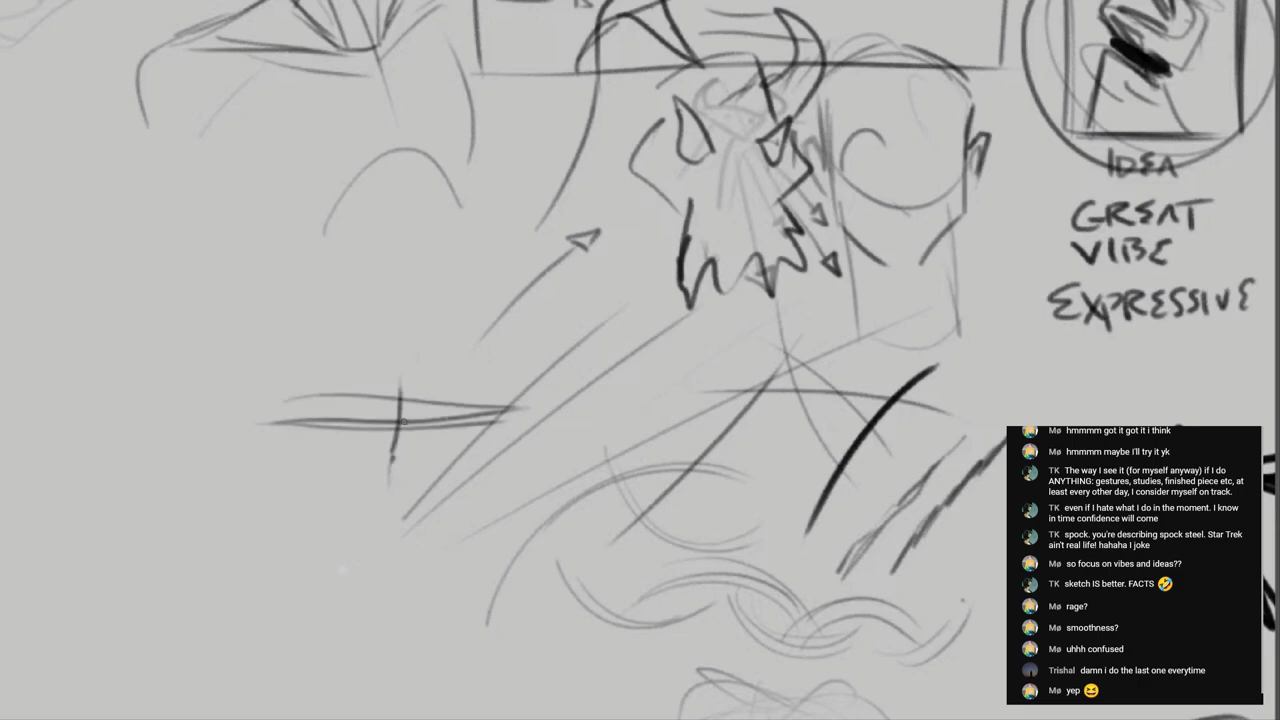 IDEA
GREAT
VIBE
EXPRESSIVE
Mø hmmmm got it got it i think
Mø hmmmm maybe I'll try it yk
TK The way I see it (for myself anyway) if I do
ANYTHING: gestures, studies, finished piece etc, at
least every other day, I consider myself on track.
TK even if I hate what I do in the moment. I know
in time confidence will come
TK spock. you're describing spock steel. Star Trek
ain't real life! hahaha I joke
Mø so focus on vibes and ideas??
TK sketch IS better. FACTS 🤣
Mø rage?
Mø smoothness?
Mø uhhh confused
Trishal damn i do the last one everytime
Mø yep 😆